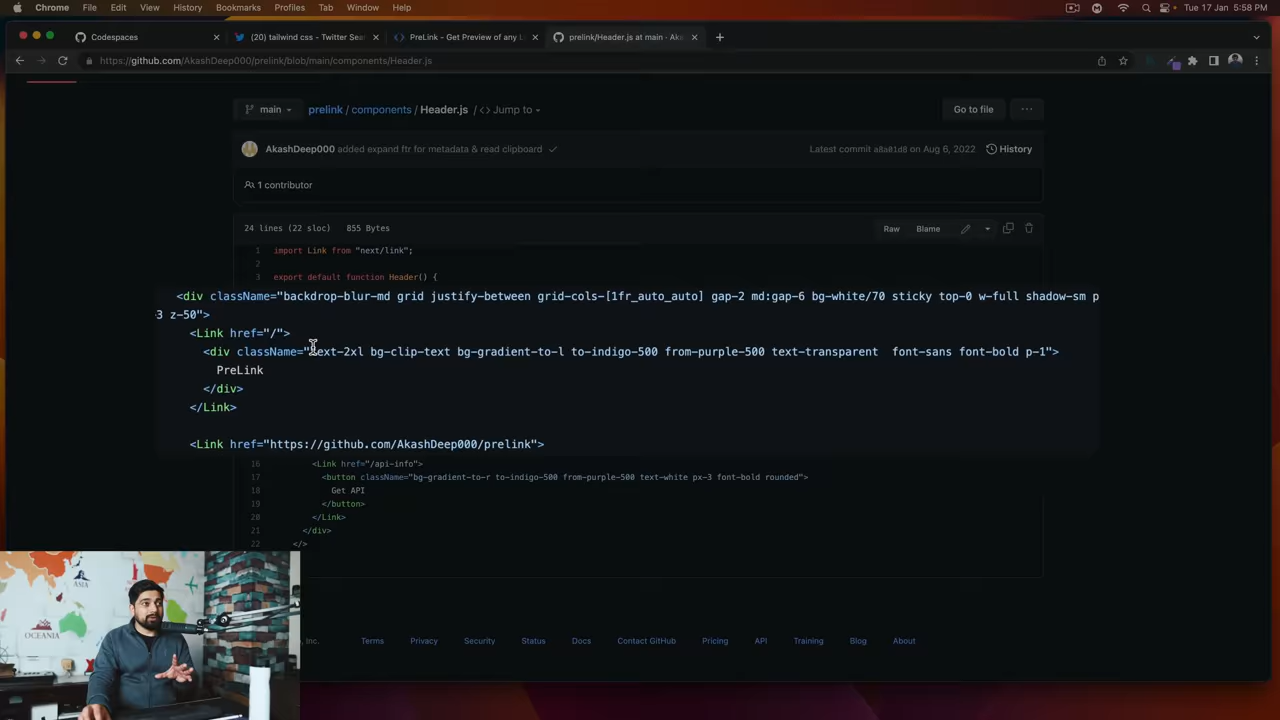 Chrome File Edit View History Bookmarks Profiles Tab Window Help Tue 17 Jan 5:58 PM
Codespaces (20) tailwind css - Twitter Sea PreLink - Get Preview of any L prelink/Header.js at main · Aka
https://github.com/AkashDeep000/prelink/blob/main/components/Header.js
main prelink / components / Header.js / <> Jump to Go to file ...
AkashDeep000 added expand ftr for metadata & read clipboard Latest commit a8a01d8 on Aug 6, 2022 History
1 contributor
24 lines (22 sloc) 855 Bytes Raw Blame
1 import Link from "next/link";
2
3 export default function Header() {
<div className="backdrop-blur-md grid justify-between grid-cols-[1fr_auto_auto] gap-2 md:gap-6 bg-white/70 sticky top-0 w-full shadow-sm p
3 z-50">
<Link href="/">
<div className="text-2xl bg-clip-text bg-gradient-to-l to-indigo-500 from-purple-500 text-transparent  font-sans font-bold p-1">
PreLink
</div>
</Link>
<Link href="https://github.com/AkashDeep000/prelink">
16 <Link href="/api-info">
17 <button className="bg-gradient-to-r to-indigo-500 from-purple-500 text-white px-3 font-bold rounded">
18 Get API
19 </button>
20 </Link>
21 </div>
22 </>
ASIA
OCEANIA
Inc. Terms Privacy Security Status Docs Contact GitHub Pricing API Training Blog About